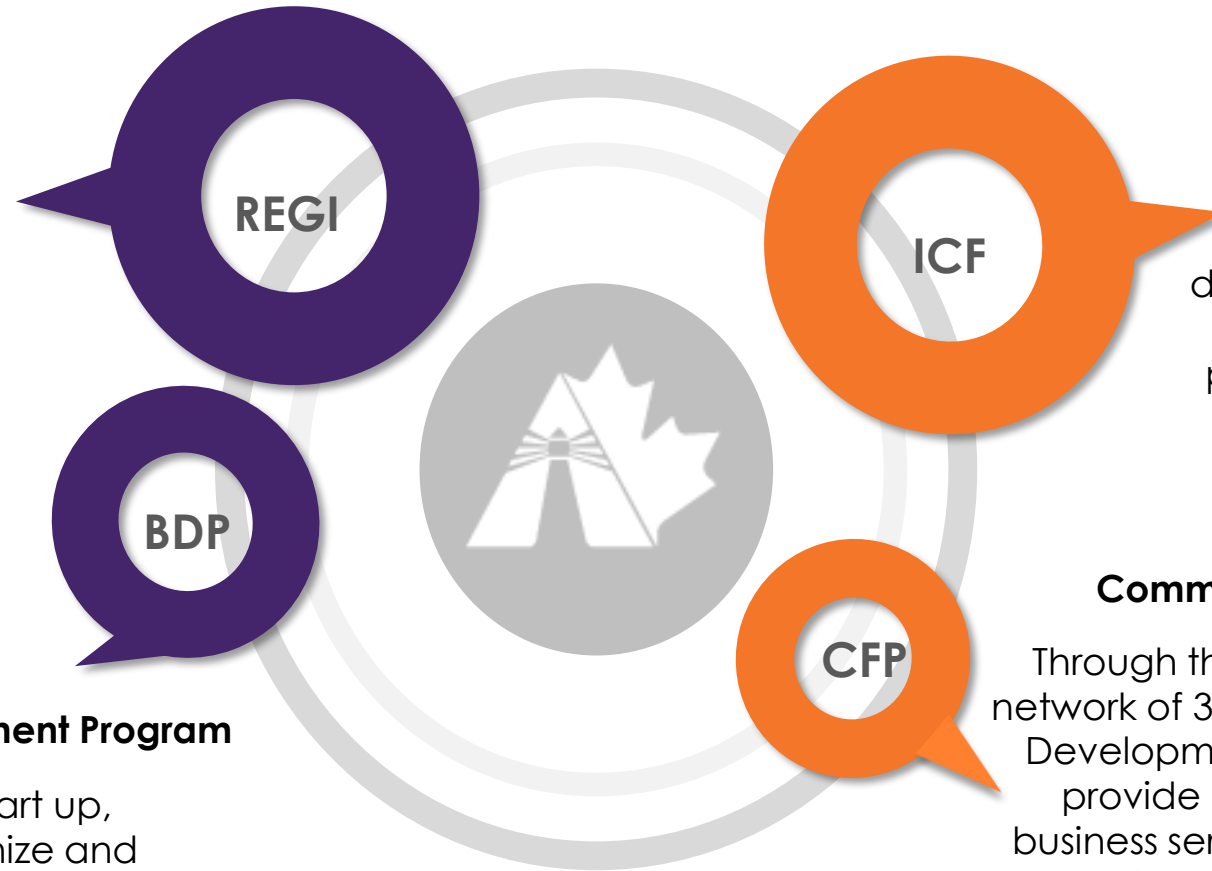 REGI
ICF
d
p
BDP
Comm
CFP
Through th
network of 3
Developm
provide
business ser
ment Program
art up,
nize and